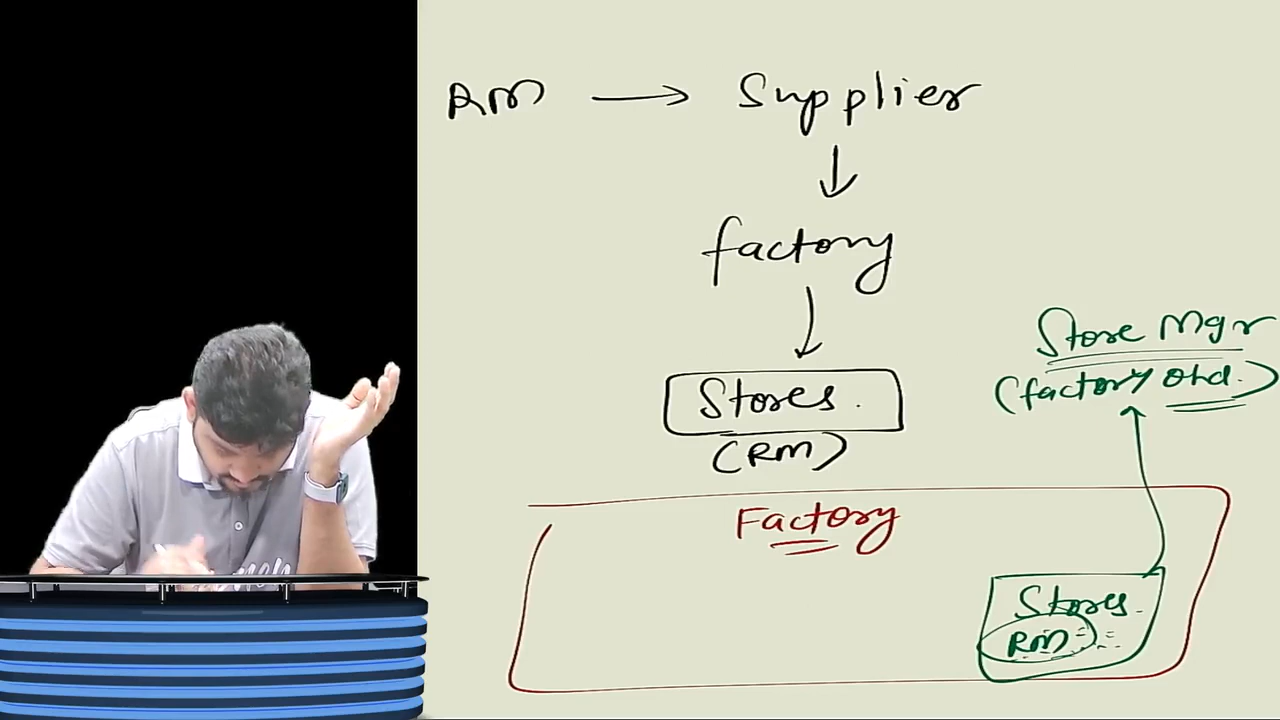 RM → Supplier
↓
factory
↓
Stores.
(RM)
Store Mgr
(factory Ohd.)
Factory
Stores.
RM